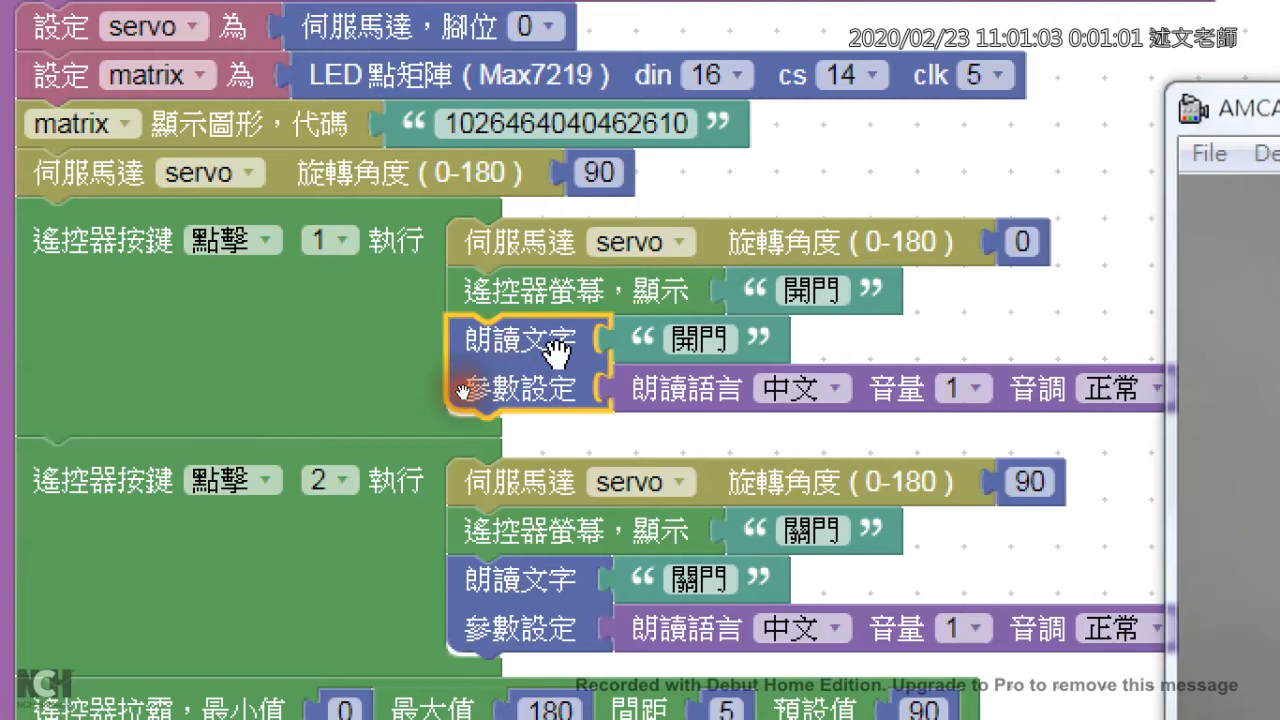 設定 servo 為 伺服馬達，腳位 0
2020/02/23 11:01:03 0:01:01 述文老師
設定 matrix 為 LED 點矩陣 ( Max7219 ) din 16 cs 14 clk 5
matrix 顯示圖形，代碼 “ 1026464040462610 ”
AMCA
File De
伺服馬達 servo 旋轉角度 ( 0-180 ) 90
遙控器按鍵 點擊 1 執行 伺服馬達 servo 旋轉角度 ( 0-180 ) 0
遙控器螢幕，顯示 “ 開門 ”
朗讀文字 “ 開門 ”
參數設定 朗讀語言 中文 音量 1 音調 正常
遙控器按鍵 點擊 2 執行 伺服馬達 servo 旋轉角度 ( 0-180 ) 90
遙控器螢幕，顯示 “ 關門 ”
朗讀文字 “ 關門 ”
參數設定 朗讀語言 中文 音量 1 音調 正常
NCH
Recorded with Debut Home Edition. Upgrade to Pro to remove this message
遙控器拉霸，最小值 0 最大值 180 間距 5 預設值 90